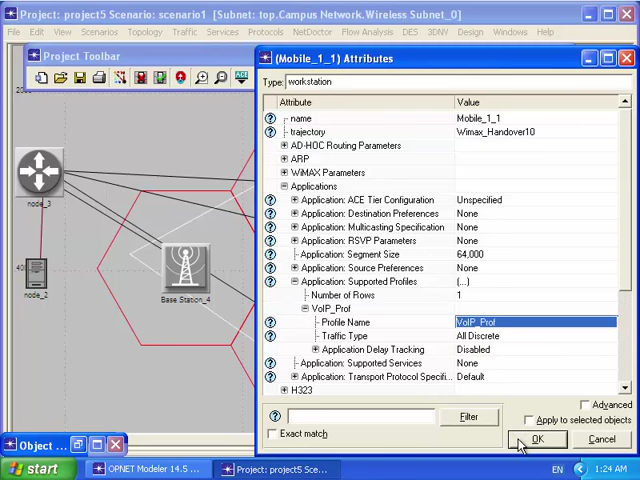 Project: project5 Scenario: scenario1 [Subnet: top.Campus Network.Wireless Subnet_0]
File Edit View Scenarios Topology Traffic Services Protocols NetDoctor Flow Analysis DES 3DNV Design Windows Help
Project Toolbar
(Mobile_1_1) Attributes
Type: workstation
Attribute Value
name Mobile_1_1
trajectory Wimax_Handover10
AD-HOC Routing Parameters
ARP
WiMAX Parameters
Applications
Application: ACE Tier Configuration Unspecified
Application: Destination Preferences None
Application: Multicasting Specification None
Application: RSVP Parameters None
Application: Segment Size 64,000
Application: Source Preferences None
Application: Supported Profiles (...)
Number of Rows 1
VoIP_Prof
Profile Name VoIP_Prof
Traffic Type All Discrete
Application Delay Tracking Disabled
Application: Supported Services None
Application: Transport Protocol Specifi... Default
H323
node_3
node_2
Base Station_4
Advanced
Filter
Apply to selected objects
Exact match
OK Cancel
Object ...
start
OPNET Modeler 14.5 ...
Project: project5 Sce...
EN
1:24 AM